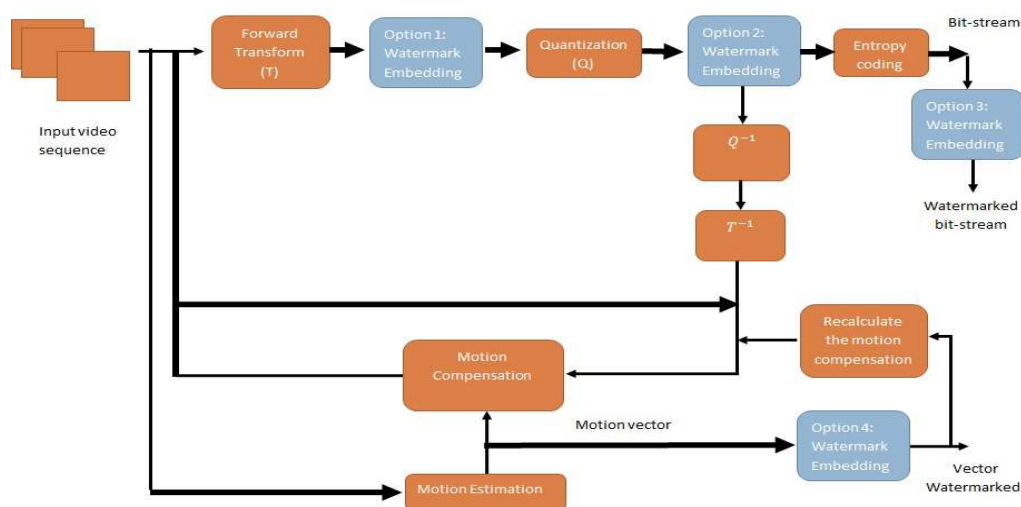 Input video
sequence
Forward
Transform
(T)
Option 1:
Watermark
Embedding
Quantization
(Q)
Option 2:
Watermark
Embedding
Entropy
coding
Bit-stream
Option 3:
Watermark
Embedding
Watermarked
bit-stream
Q⁻¹
T⁻¹
Recalculate
the motion
compensation
Motion
Compensation
Motion vector
Option 4:
Watermark
Embedding
Vector
Watermarked
Motion Estimation